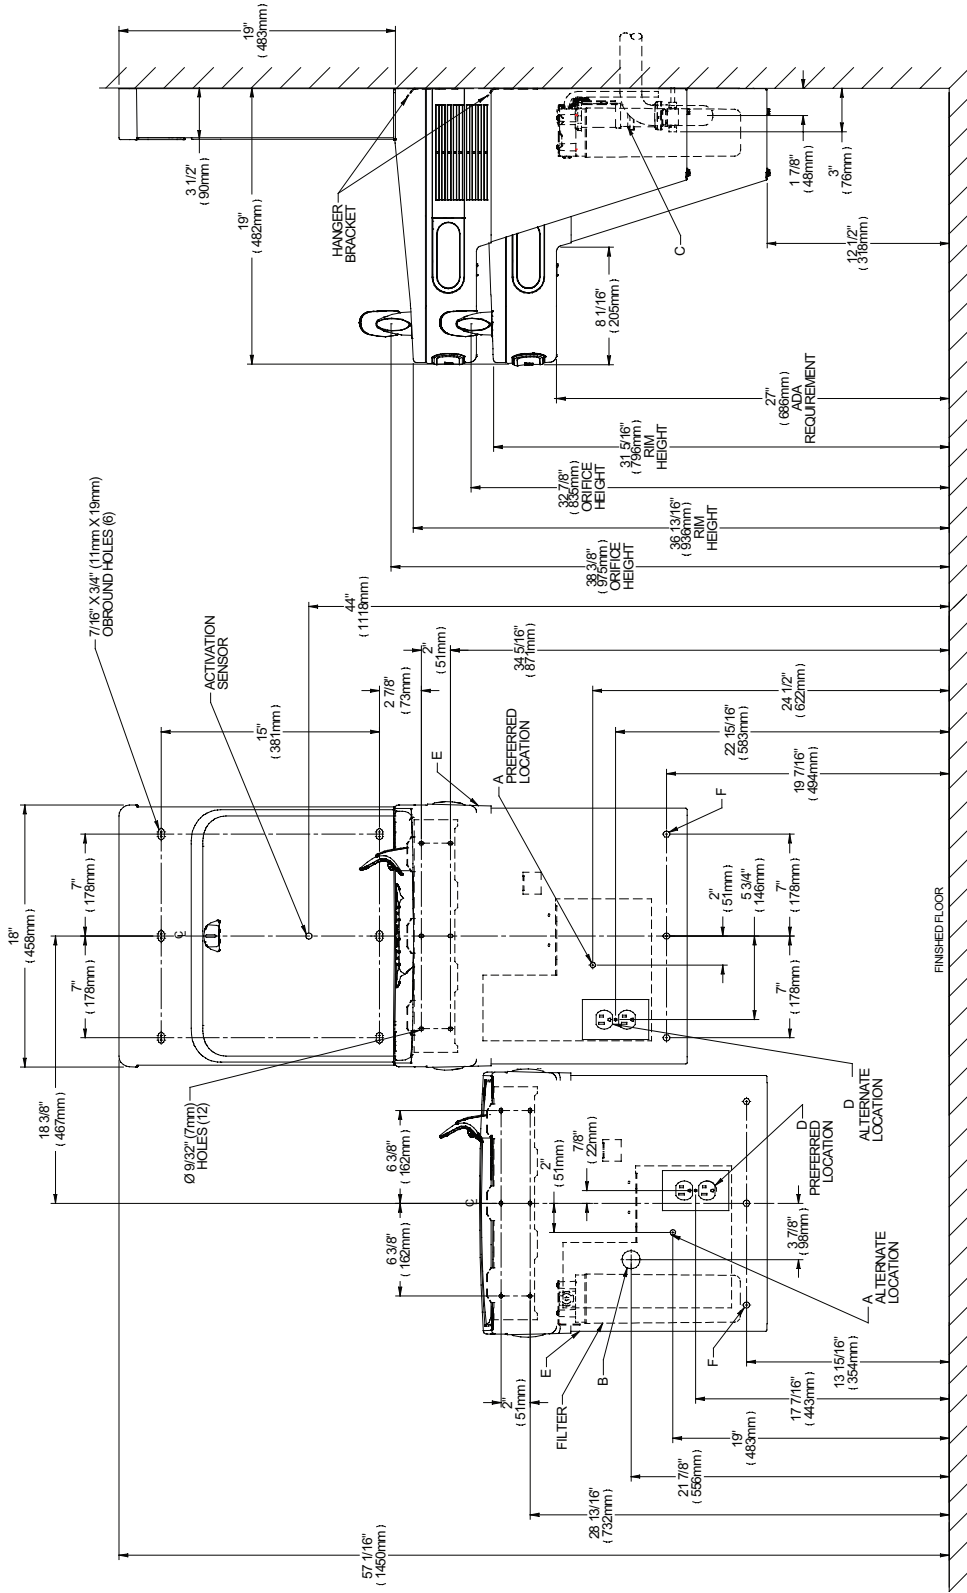 19"
( 483mm)
3 1/2"
( 90mm)
19"
( 482mm)
HANGER
BRACKET
C
1 7/8"
( 48mm)
3"
( 76mm)
12 1/2"
( 318mm)
8 1/16"
( 205mm)
27"
( 686mm)
ADA
REQUIREMENT
31 5/16"
( 796mm)
RIM
HEIGHT
32 7/8"
( 835mm)
ORIFICE
HEIGHT
36 13/16"
( 936mm)
RIM
HEIGHT
38 3/8"
( 975mm)
ORIFICE
HEIGHT
44"
( 1118mm)
7/16" X 3/4" (11mm X 19mm)
OBROUND HOLES (6)
ACTIVATION
SENSOR
15"
( 381mm)
2 7/8"
( 73mm)
2"
( 51mm)
34 5/16"
( 871mm)
E
A
PREFERRED
LOCATION
24 1/2"
( 622mm)
22 15/16"
( 583mm)
19 7/16"
( 494mm)
F
18"
( 458mm)
7"
( 178mm)
7"
( 178mm)
18 3/8"
( 467mm)
CL
Ø 9/32" (7mm)
HOLES (12)
2"
( 51mm)
5 3/4"
( 146mm)
7"
( 178mm)
7"
( 178mm)
FINISHED FLOOR
D
ALTERNATE
LOCATION
D
PREFERRED
LOCATION
6 3/8"
( 162mm)
6 3/8"
( 162mm)
CL
7/8"
( 22mm)
2"
( 51mm)
3 7/8"
( 98mm)
A
ALTERNATE
LOCATION
2"
( 51mm)
FILTER
E
B
F
13 15/16"
( 354mm)
17 7/16"
( 443mm)
19"
( 483mm)
21 7/8"
( 556mm)
28 13/16"
( 732mm)
57 1/16"
( 1450mm)